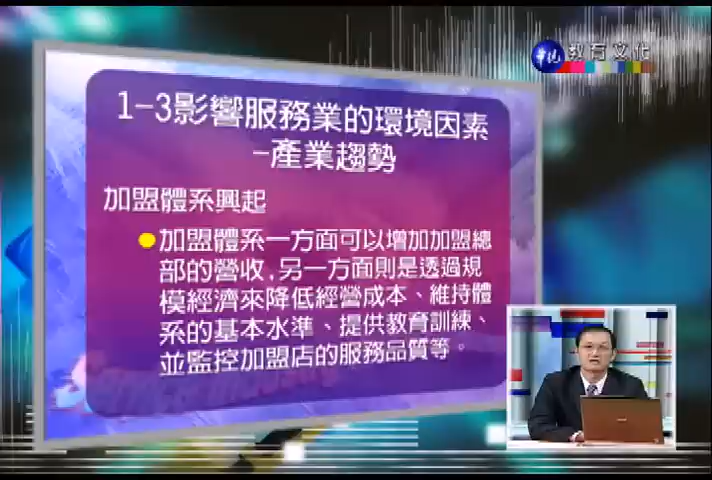 華視 教育文化
1-3影響服務業的環境因素
-產業趨勢
加盟體系興起
加盟體系一方面可以增加加盟總
部的營收,另一方面則是透過規
模經濟來降低經營成本、維持體
系的基本水準、提供教育訓練、
並監控加盟店的服務品質等。